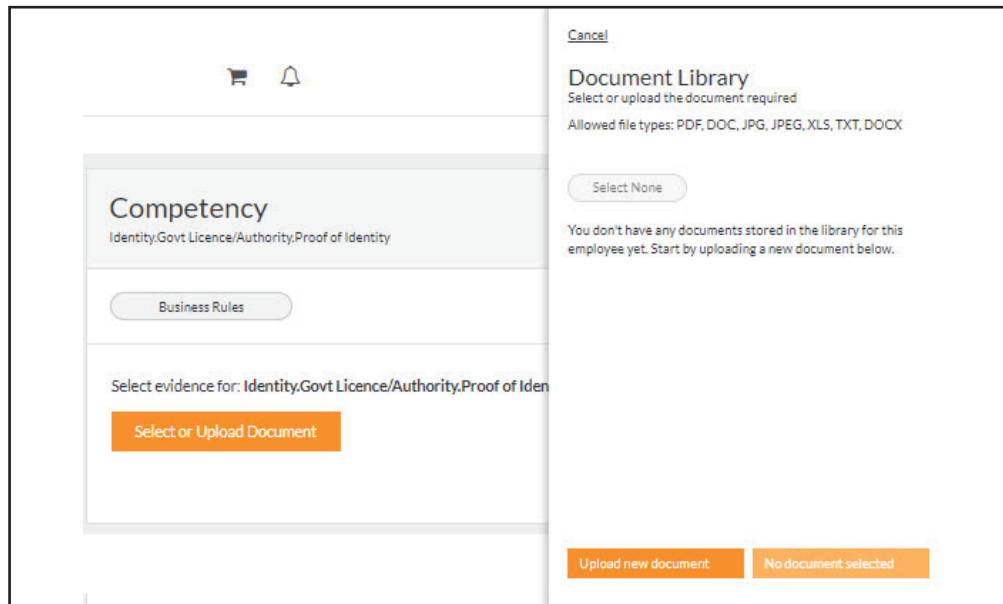 Cancel
Document Library
Select or upload the document required
Allowed file types: PDF, DOC, JPG, JPEG, XLS, TXT, DOCX
Select None
You don't have any documents stored in the library for this
employee yet. Start by uploading a new document below.
Upload new document
No document selected
Competency
Identity.Govt Licence/Authority.Proof of Identity
Business Rules
Select evidence for: Identity.Govt Licence/Authority.Proof of Iden
Select or Upload Document